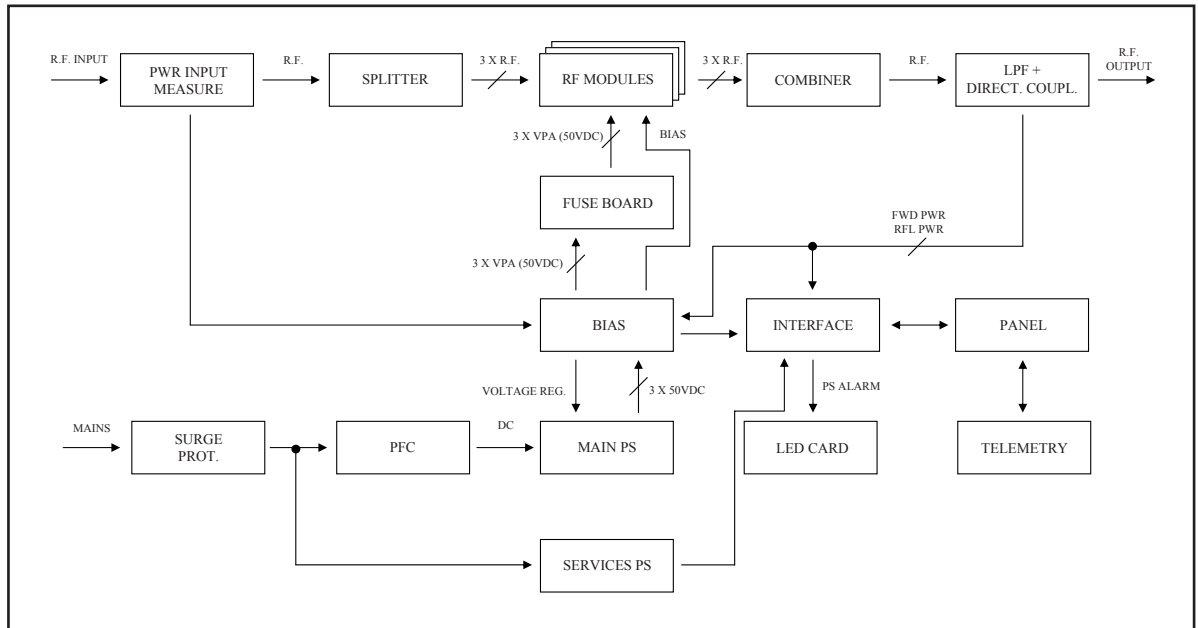 R.F. INPUT
PWR INPUT
MEASURE
R.F.
SPLITTER
3 X R.F.
RF MODULES
3 X R.F.
COMBINER
R.F.
LPF +
DIRECT. COUPL.
R.F.
OUTPUT
3 X VPA (50VDC)
BIAS
FUSE BOARD
FWD PWR
RFL PWR
3 X VPA (50VDC)
BIAS
INTERFACE
PANEL
VOLTAGE REG.
3 X 50VDC
PS ALARM
MAINS
SURGE
PROT.
PFC
DC
MAIN PS
LED CARD
TELEMETRY
SERVICES PS